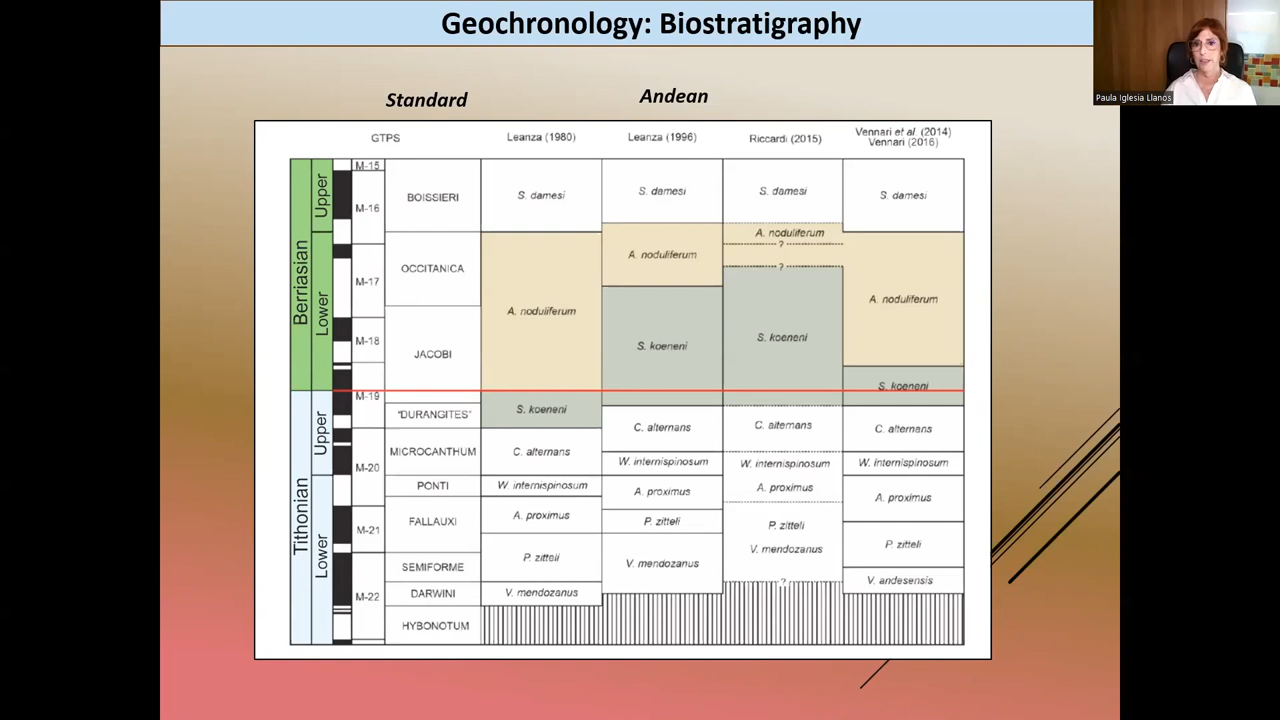 Geochronology: Biostratigraphy
Paula Iglesia Llanos
Standard
Andean
GTPS
Leanza (1980)
Leanza (1996)
Riccardi (2015)
Vennari et al. (2014)
Vennari (2016)
Berriasian
Upper
Lower
Tithonian
Upper
Lower
M-15
M-16
M-17
M-18
M-19
M-20
M-21
M-22
BOISSIERI
OCCITANICA
JACOBI
"DURANGITES"
MICROCANTHUM
PONTI
FALLAUXI
SEMIFORME
DARWINI
HYBONOTUM
S. damesi
A. noduliferum
S. koeneni
C. alternans
W. internispinosum
A. proximus
P. zitteli
V. mendozanus
S. damesi
A. noduliferum
S. koeneni
C. alternans
W. internispinosum
A. proximus
P. zitteli
V. mendozanus
S. damesi
A. noduliferum
?
?
S. koeneni
C. alternans
W. internispinosum
A. proximus
P. zitteli
V. mendozanus
?
S. damesi
A. noduliferum
S. koeneni
C. alternans
W. internispinosum
A. proximus
P. zitteli
V. andesensis